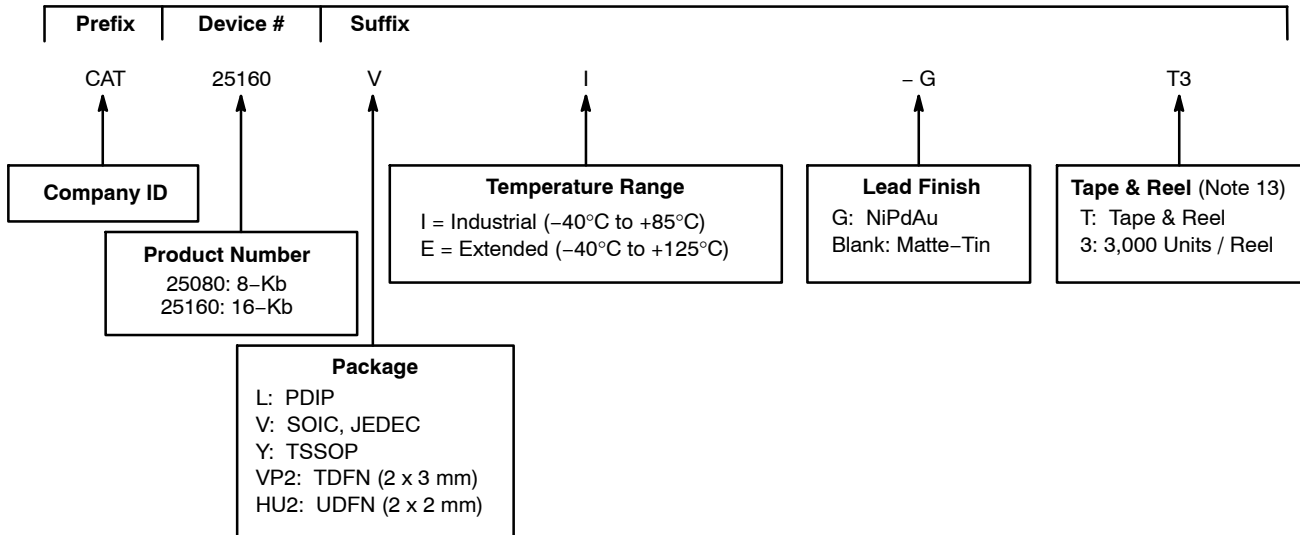 Prefix Device # Suffix
CAT 25160 V I – G T3
Company ID
Product Number
25080: 8−Kb
25160: 16−Kb
Package
L: PDIP
V: SOIC, JEDEC
Y: TSSOP
VP2: TDFN (2 x 3 mm)
HU2: UDFN (2 x 2 mm)
Temperature Range
I = Industrial (−40°C to +85°C)
E = Extended (−40°C to +125°C)
Lead Finish
G: NiPdAu
Blank: Matte−Tin
Tape & Reel (Note 13)
T: Tape & Reel
3: 3,000 Units / Reel